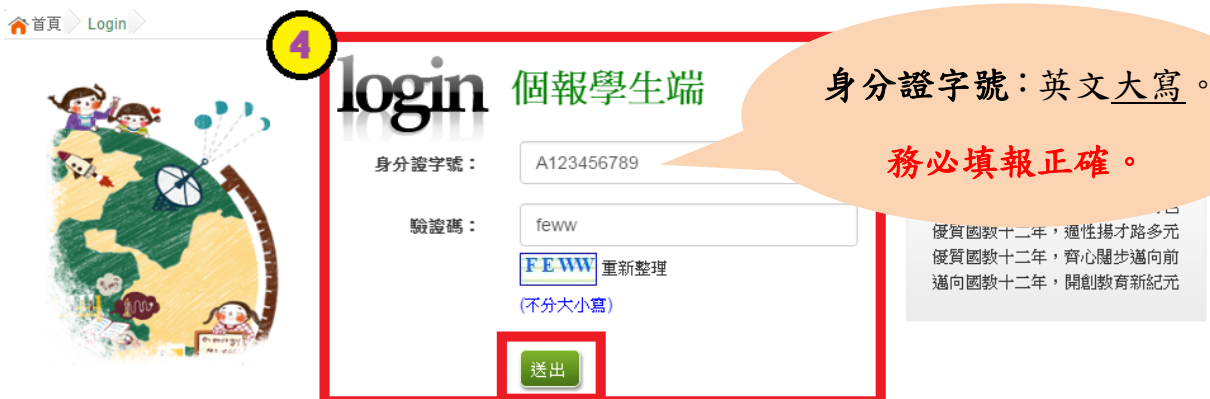 首頁 Login
4
login 個報學生端
身分證字號：英文大寫。
務必填報正確。
身分證字號： A123456789
驗證碼： feww
FEWW 重新整理
(不分大小寫)
送出
優質國教十二年，適性揚才路多元
優質國教十二年，齊心闊步邁向前
邁向國教十二年，開創教育新紀元